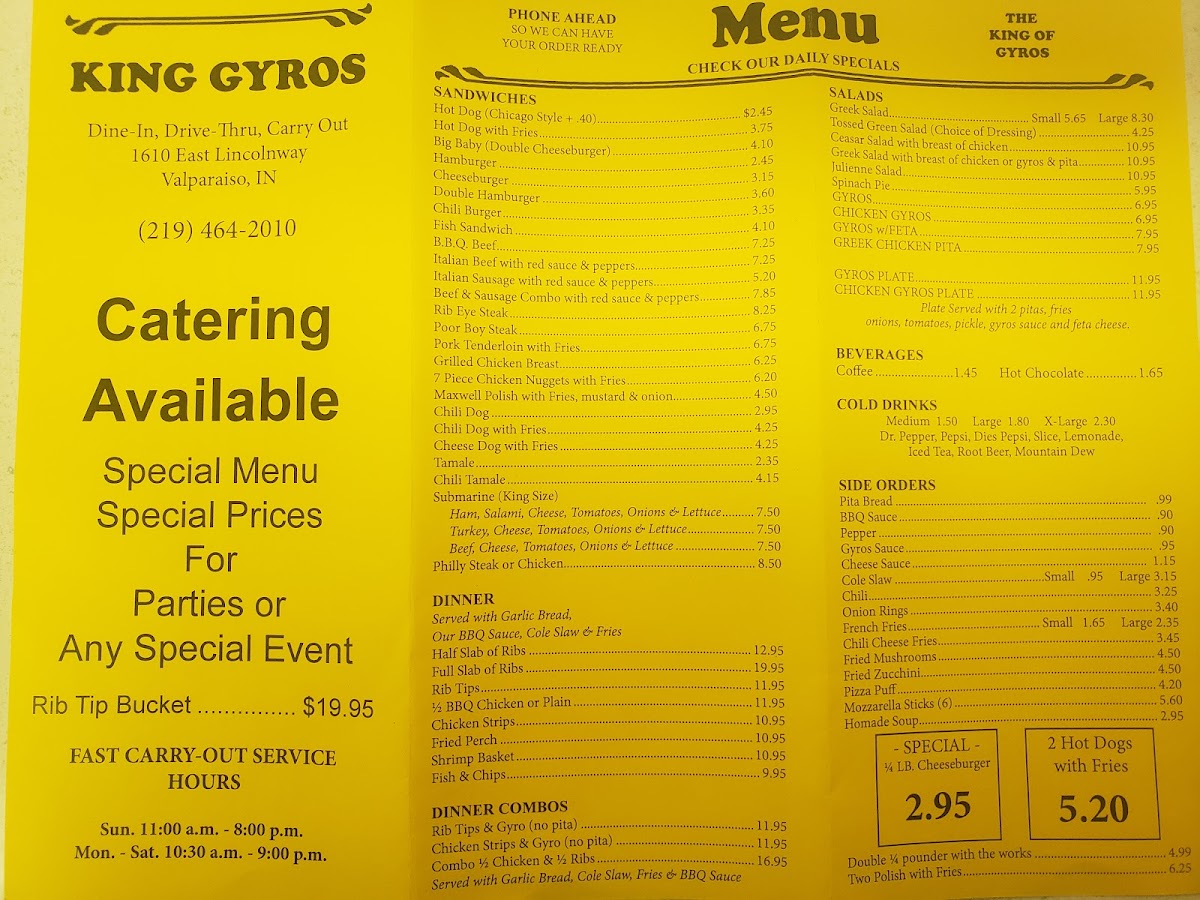 KING GYROS
Dine-In, Drive-Thru, Carry Out
1610 East Lincolnway
Valparaiso, IN
(219) 464-2010
Catering
Available
Special Menu
Special Prices
For
Parties or
Any Special Event
Rib Tip Bucket ............... $19.95
FAST CARRY-OUT SERVICE
HOURS
Sun. 11:00 a.m. - 8:00 p.m.
Mon. - Sat. 10:30 a.m. - 9:00 p.m.
PHONE AHEAD
SO WE CAN HAVE
YOUR ORDER READY
Menu
CHECK OUR DAILY SPECIALS
THE
KING OF
GYROS
SANDWICHES
Hot Dog (Chicago Style + .40) $2.45
Hot Dog with Fries 3.75
Big Baby (Double Cheeseburger) 4.10
Hamburger 2.45
Cheeseburger 3.15
Double Hamburger 3.60
Chili Burger 3.35
Fish Sandwich 4.10
B.B.Q. Beef 7.25
Italian Beef with red sauce & peppers 7.25
Italian Sausage with red sauce & peppers 5.20
Beef & Sausage Combo with red sauce & peppers 7.85
Rib Eye Steak 8.25
Poor Boy Steak 6.75
Pork Tenderloin with Fries 6.75
Grilled Chicken Breast 6.25
7 Piece Chicken Nuggets with Fries 6.20
Maxwell Polish with Fries, mustard & onion 4.50
Chili Dog 2.95
Chili Dog with Fries 4.25
Cheese Dog with Fries 4.25
Tamale 2.35
Chili Tamale 4.15
Submarine (King Size)
Ham, Salami, Cheese, Tomatoes, Onions & Lettuce 7.50
Turkey, Cheese, Tomatoes, Onions & Lettuce 7.50
Beef, Cheese, Tomatoes, Onions & Lettuce 7.50
Philly Steak or Chicken 8.50
DINNER
Served with Garlic Bread,
Our BBQ Sauce, Cole Slaw & Fries
Half Slab of Ribs 12.95
Full Slab of Ribs 19.95
Rib Tips 11.95
½ BBQ Chicken or Plain 11.95
Chicken Strips 10.95
Fried Perch 10.95
Shrimp Basket 10.95
Fish & Chips 9.95
DINNER COMBOS
Rib Tips & Gyro (no pita) 11.95
Chicken Strips & Gyro (no pita) 11.95
Combo ½ Chicken & ½ Ribs 16.95
Served with Garlic Bread, Cole Slaw, Fries & BBQ Sauce
SALADS
Greek Salad Small 5.65 Large 8.30
Tossed Green Salad (Choice of Dressing) 4.25
Ceasar Salad with breast of chicken 10.95
Greek Salad with breast of chicken or gyros & pita 10.95
Julienne Salad 10.95
Spinach Pie 5.95
GYROS 6.95
CHICKEN GYROS 6.95
GYROS w/FETA 7.95
GREEK CHICKEN PITA 7.95
GYROS PLATE 11.95
CHICKEN GYROS PLATE 11.95
Plate Served with 2 pitas, fries
onions, tomatoes, pickle, gyros sauce and feta cheese.
BEVERAGES
Coffee 1.45 Hot Chocolate 1.65
COLD DRINKS
Medium 1.50 Large 1.80 X-Large 2.30
Dr. Pepper, Pepsi, Dies Pepsi, Slice, Lemonade,
Iced Tea, Root Beer, Mountain Dew
SIDE ORDERS
Pita Bread .99
BBQ Sauce .90
Pepper .90
Gyros Sauce .95
Cheese Sauce 1.15
Cole Slaw Small .95 Large 3.15
Chili 3.25
Onion Rings 3.40
French Fries Small 1.65 Large 2.35
Chili Cheese Fries 3.45
Fried Mushrooms 4.50
Fried Zucchini 4.50
Pizza Puff 4.20
Mozzarella Sticks (6) 5.60
Homade Soup 2.95
- SPECIAL -
¼ LB. Cheeseburger
2.95
2 Hot Dogs
with Fries
5.20
Double ¼ pounder with the works 4.99
Two Polish with Fries 6.25